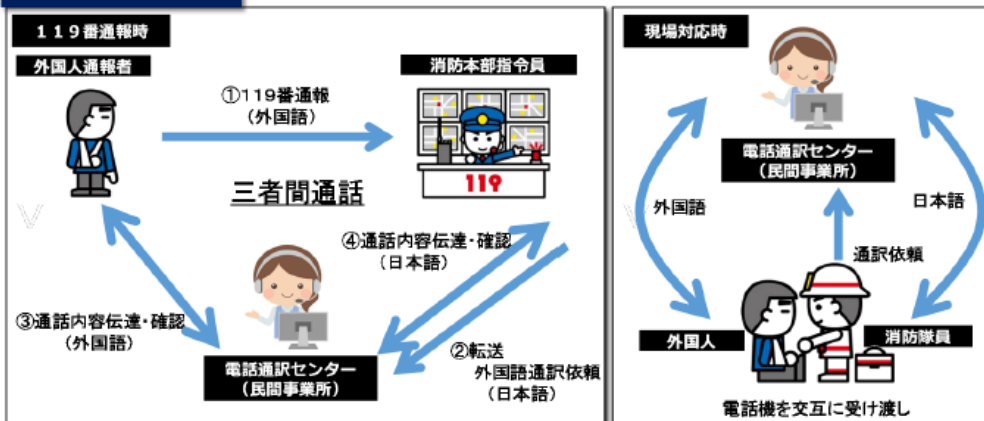 119番通報時
外国人通報者
消防本部指令員
①119番通報
(外国語)
119
三者間通話
④通話内容伝達・確認
(日本語)
③通話内容伝達・確認
(外国語)
②転送
外国語通訳依頼
(日本語)
電話通訳センター
(民間事業所)
現場対応時
電話通訳センター
(民間事業所)
外国語
日本語
通訳依頼
外国人
消防隊員
電話機を交互に受け渡し